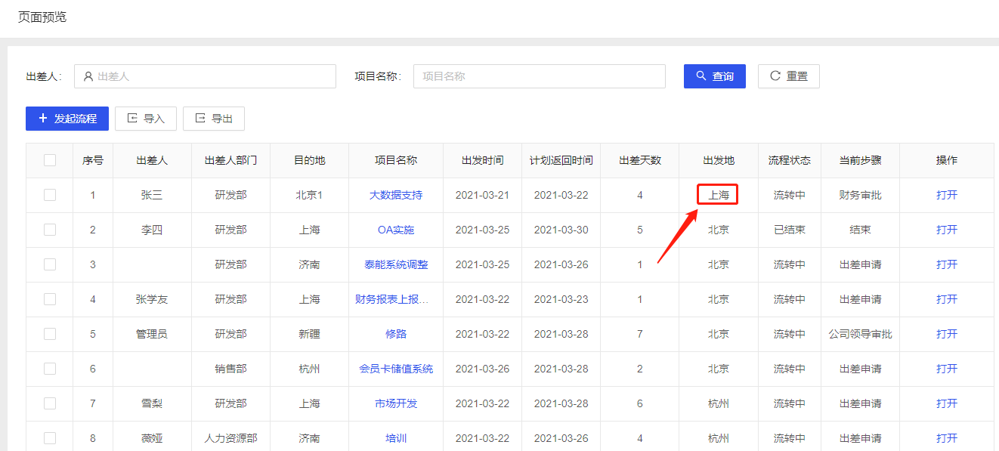 页面预览
出差人: 出差人 项目名称: 项目名称 查询 重置
发起流程 导入 导出
序号 出差人 出差人部门 目的地 项目名称 出发时间 计划返回时间 出差天数 出发地 流程状态 当前步骤 操作
1 张三 研发部 北京1 大数据支持 2021-03-21 2021-03-22 4 上海 流转中 财务审批 打开
2 李四 研发部 上海 OA实施 2021-03-25 2021-03-30 5 北京 已结束 结束 打开
3 研发部 济南 泰能系统调整 2021-03-25 2021-03-26 1 北京 流转中 出差申请 打开
4 张学友 研发部 上海 财务报表上报... 2021-03-22 2021-03-23 1 北京 流转中 出差申请 打开
5 管理员 研发部 新疆 修路 2021-03-22 2021-03-28 7 北京 流转中 公司领导审批 打开
6 销售部 杭州 会员卡储值系统 2021-03-26 2021-03-28 2 北京 流转中 出差申请 打开
7 雪梨 研发部 上海 市场开发 2021-03-22 2021-03-28 6 杭州 流转中 出差申请 打开
8 薇娅 人力资源部 济南 培训 2021-03-22 2021-03-26 4 杭州 流转中 出差申请 打开